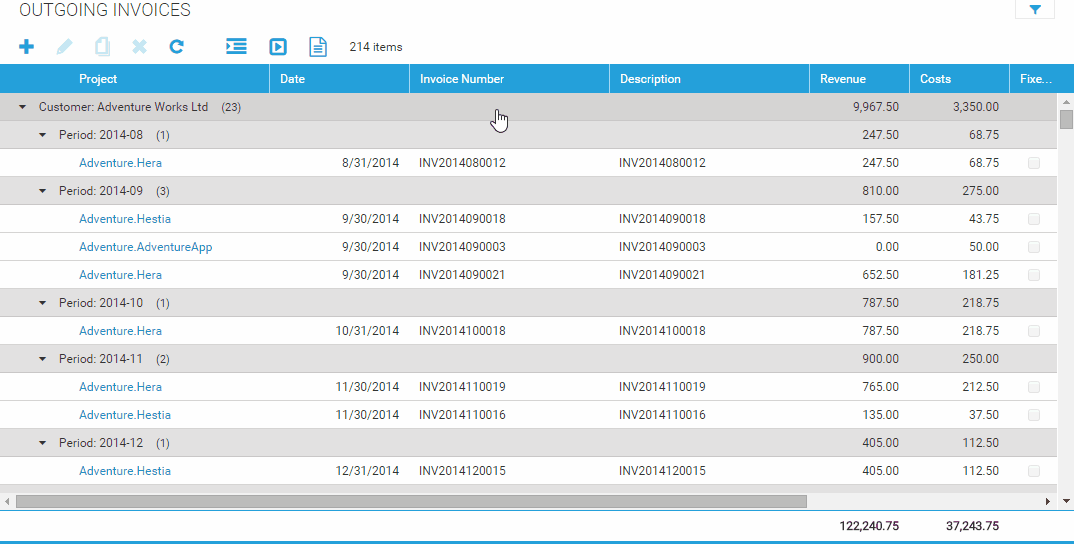 OUTGOING INVOICES
214 items
Project Date Invoice Number Description Revenue Costs Fixe...
Customer: Adventure Works Ltd (23) 9,967.50 3,350.00
Period: 2014-08 (1) 247.50 68.75
Adventure.Hera 8/31/2014 INV2014080012 INV2014080012 247.50 68.75
Period: 2014-09 (3) 810.00 275.00
Adventure.Hestia 9/30/2014 INV2014090018 INV2014090018 157.50 43.75
Adventure.AdventureApp 9/30/2014 INV2014090003 INV2014090003 0.00 50.00
Adventure.Hera 9/30/2014 INV2014090021 INV2014090021 652.50 181.25
Period: 2014-10 (1) 787.50 218.75
Adventure.Hera 10/31/2014 INV2014100018 INV2014100018 787.50 218.75
Period: 2014-11 (2) 900.00 250.00
Adventure.Hera 11/30/2014 INV2014110019 INV2014110019 765.00 212.50
Adventure.Hestia 11/30/2014 INV2014110016 INV2014110016 135.00 37.50
Period: 2014-12 (1) 405.00 112.50
Adventure.Hestia 12/31/2014 INV2014120015 INV2014120015 405.00 112.50
122,240.75 37,243.75